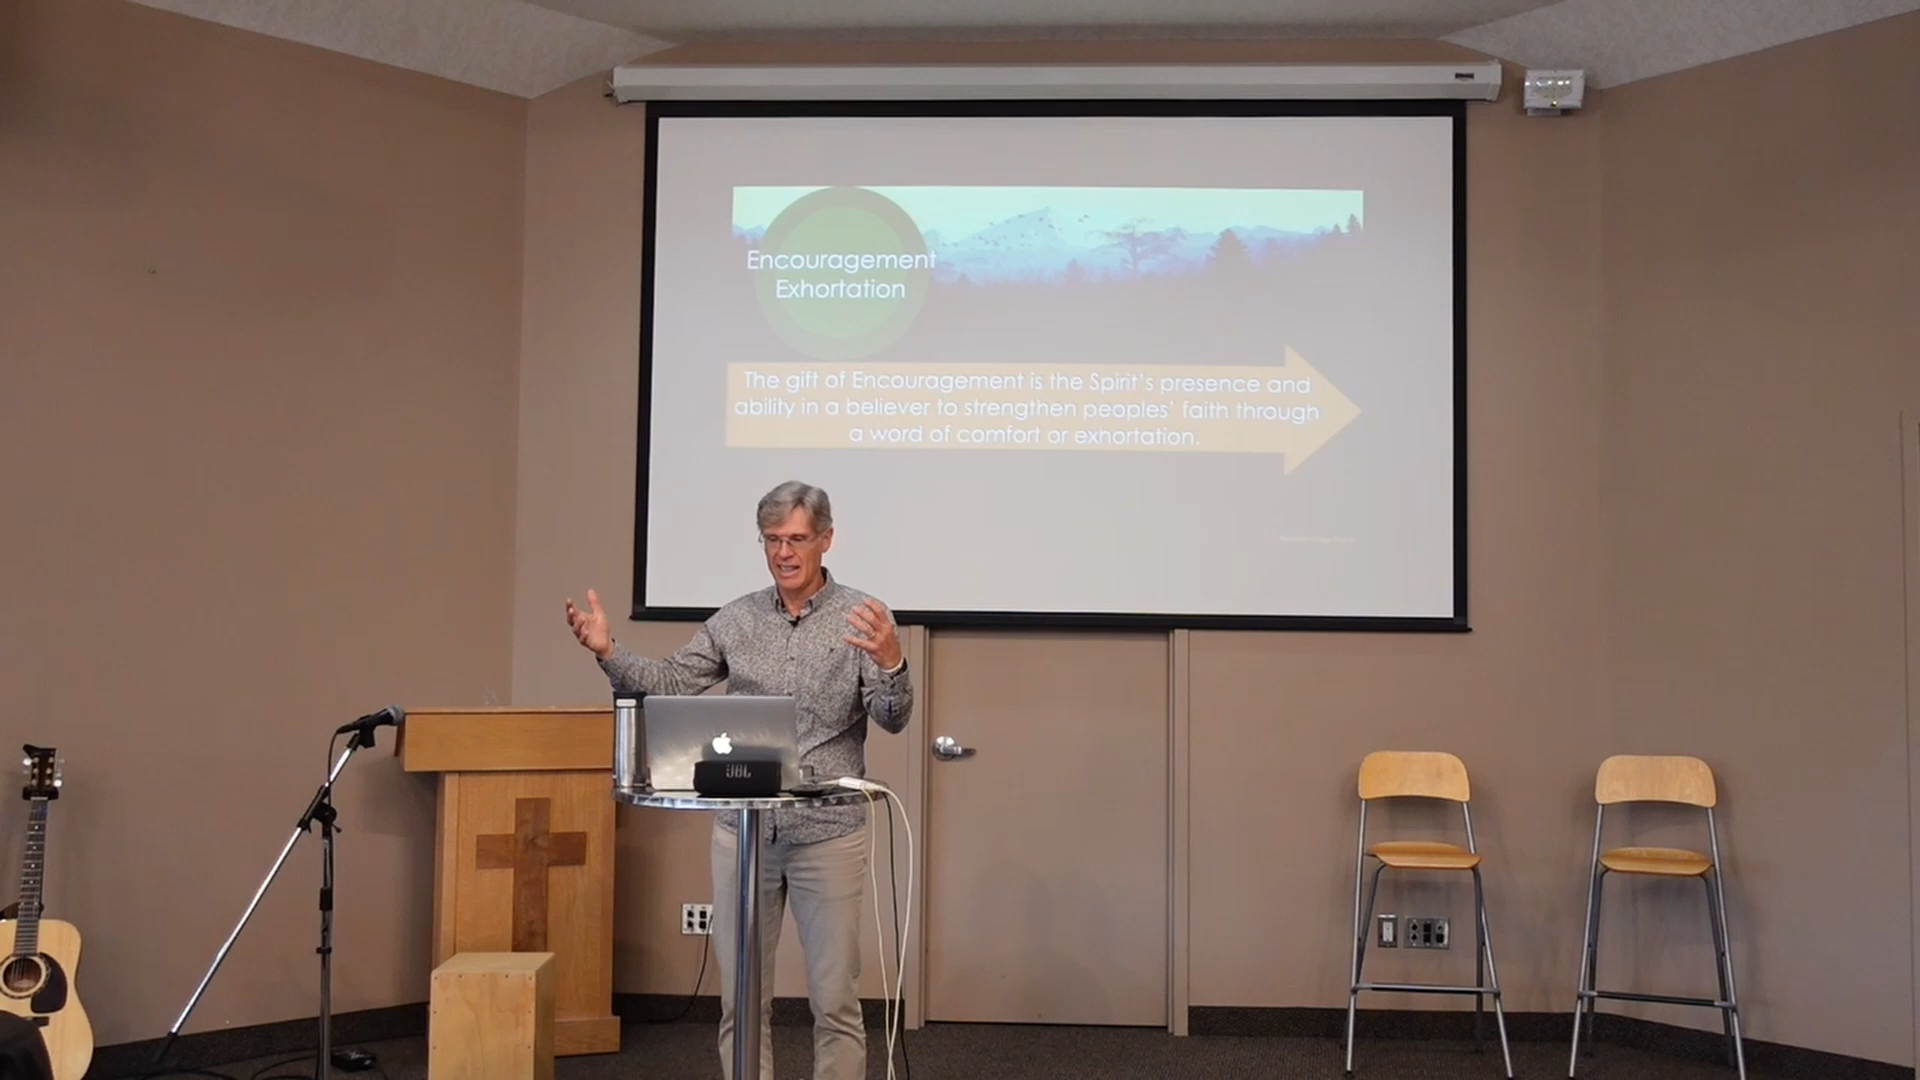 Encouragement
Exhortation
The gift of Encouragement is the Spirit's presence and
ability in a believer to strengthen peoples' faith through
a word of comfort or exhortation.
JBL